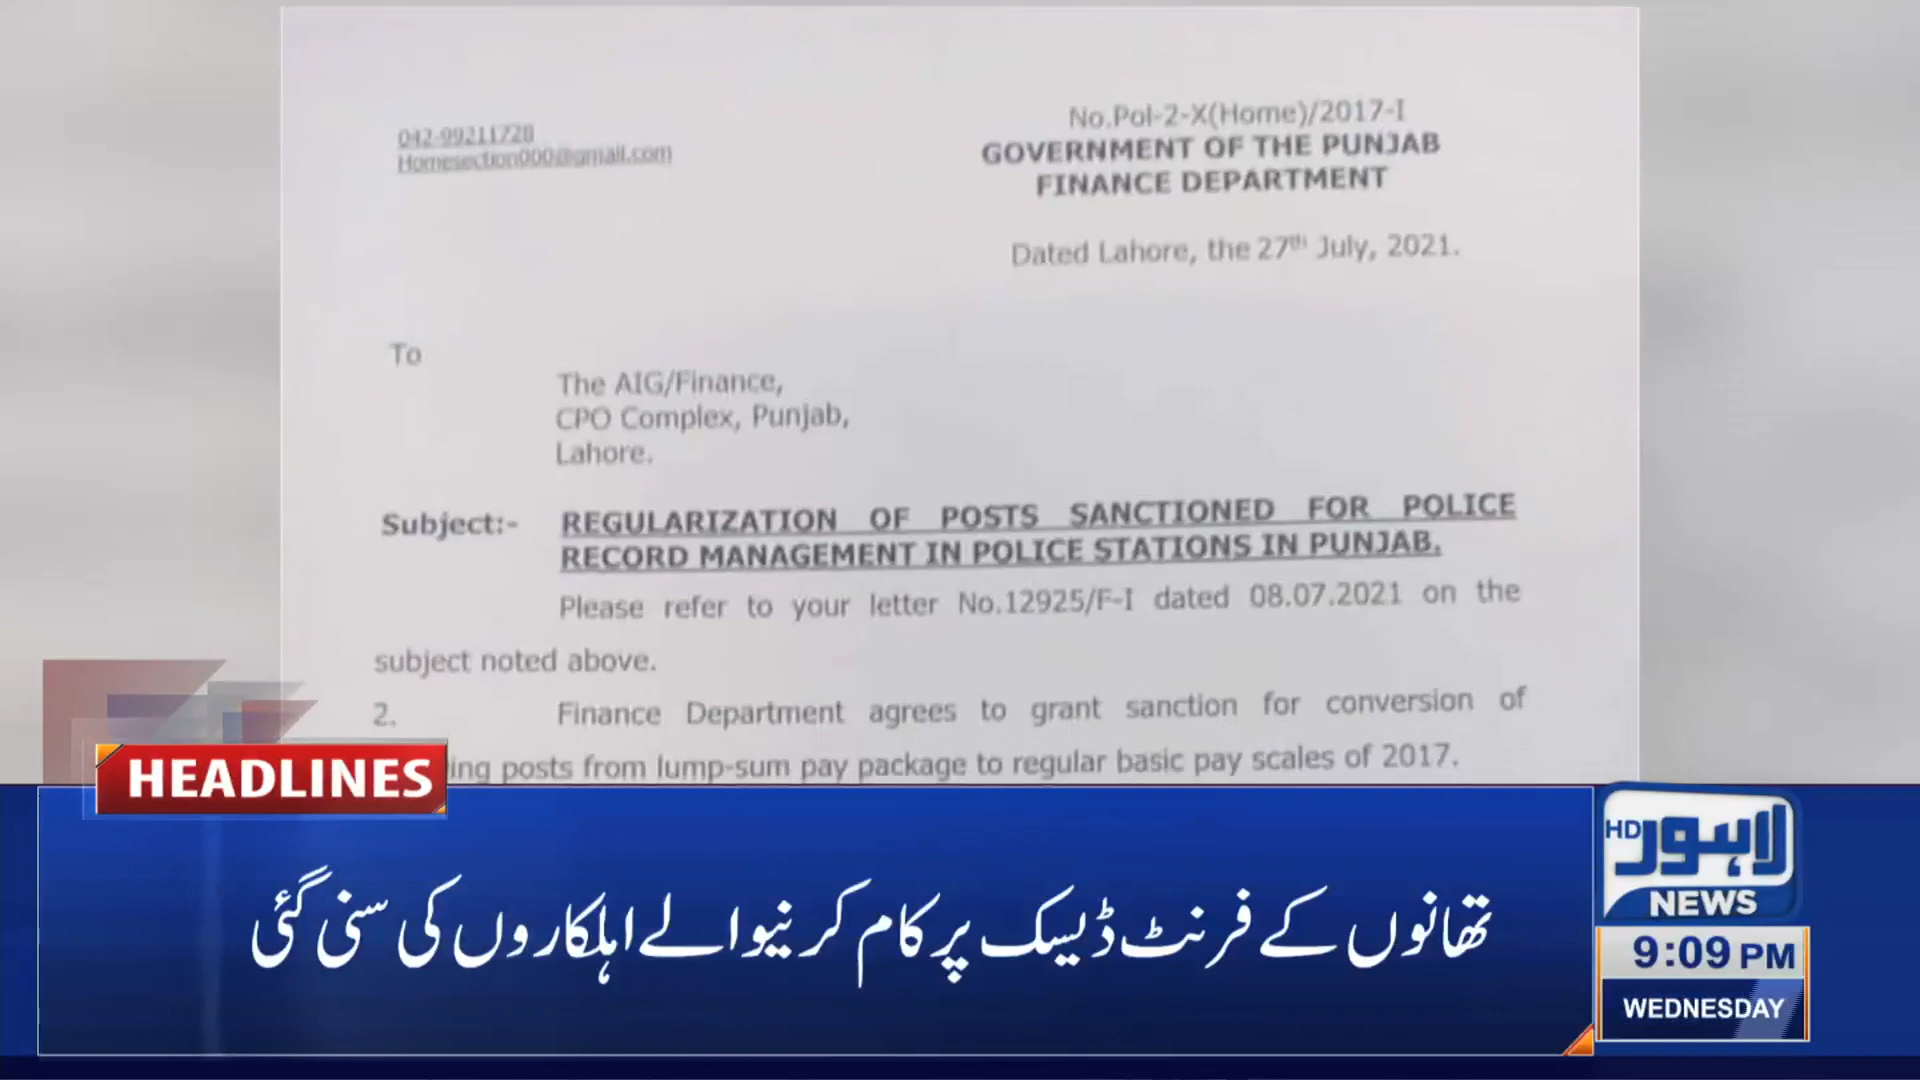 042-99211728
Homesection000@gmail.com
No.Pol-2-X(Home)/2017-I
GOVERNMENT OF THE PUNJAB
FINANCE DEPARTMENT
Dated Lahore, the 27th July, 2021.
To
The AIG/Finance,
CPO Complex, Punjab,
Lahore.
Subject:- REGULARIZATION OF POSTS SANCTIONED FOR POLICE
RECORD MANAGEMENT IN POLICE STATIONS IN PUNJAB.
Please refer to your letter No.12925/F-I dated 08.07.2021 on the
subject noted above.
2. Finance Department agrees to grant sanction for conversion of
ing posts from lump-sum pay package to regular basic pay scales of 2017.
HEADLINES
تھانوں کے فرنٹ ڈیسک پر کام کرنیوالے اہلکاروں کی سنی گئی
لاہور HD
NEWS
9:09 PM
WEDNESDAY